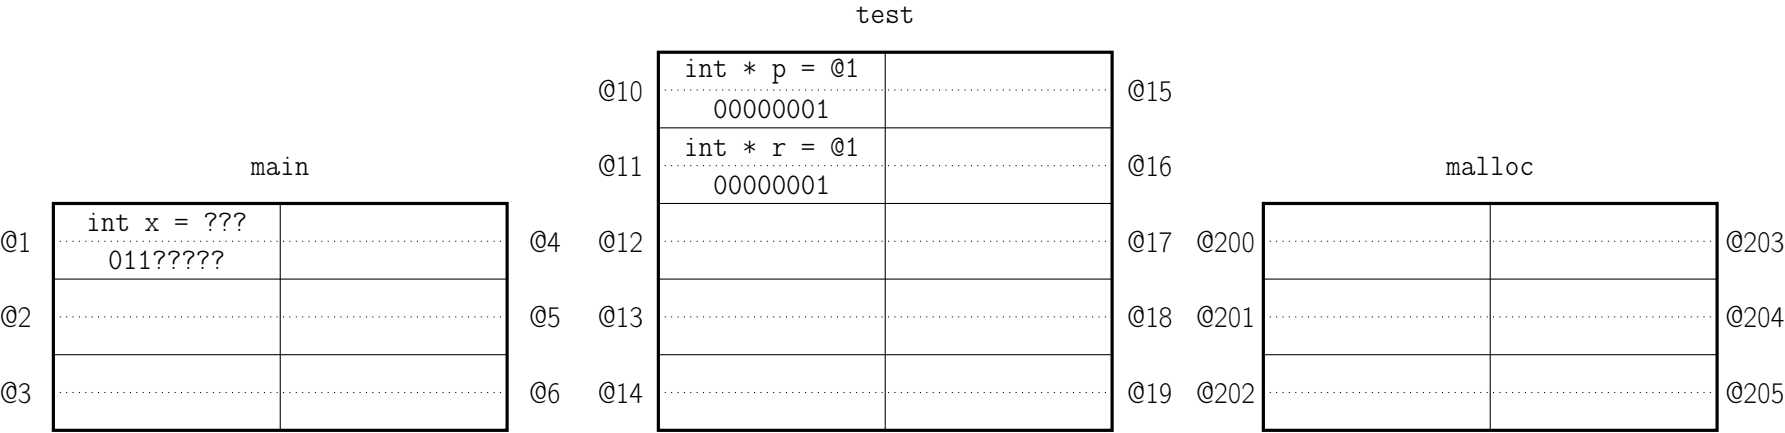 test
@10 int * p = @1 @15
00000001
@11 int * r = @1 @16
00000001
main
malloc
@1 int x = ??? @4
011?????
@12 @17
@200 @203
@2 @5
@13 @18
@201 @204
@3 @6
@14 @19
@202 @205